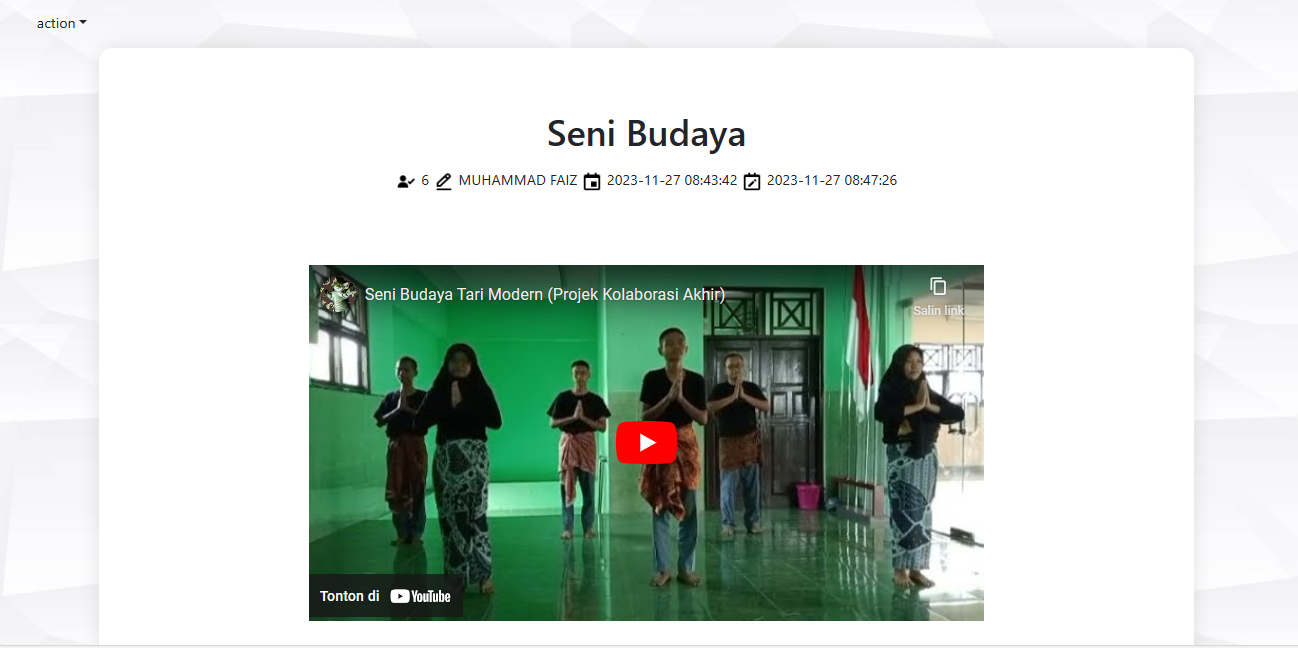 action
Seni Budaya
6 MUHAMMAD FAIZ 2023-11-27 08:43:42 2023-11-27 08:47:26
Seni Budaya Tari Modern (Projek Kolaborasi Akhir)
Salin link
Tonton di YouTube